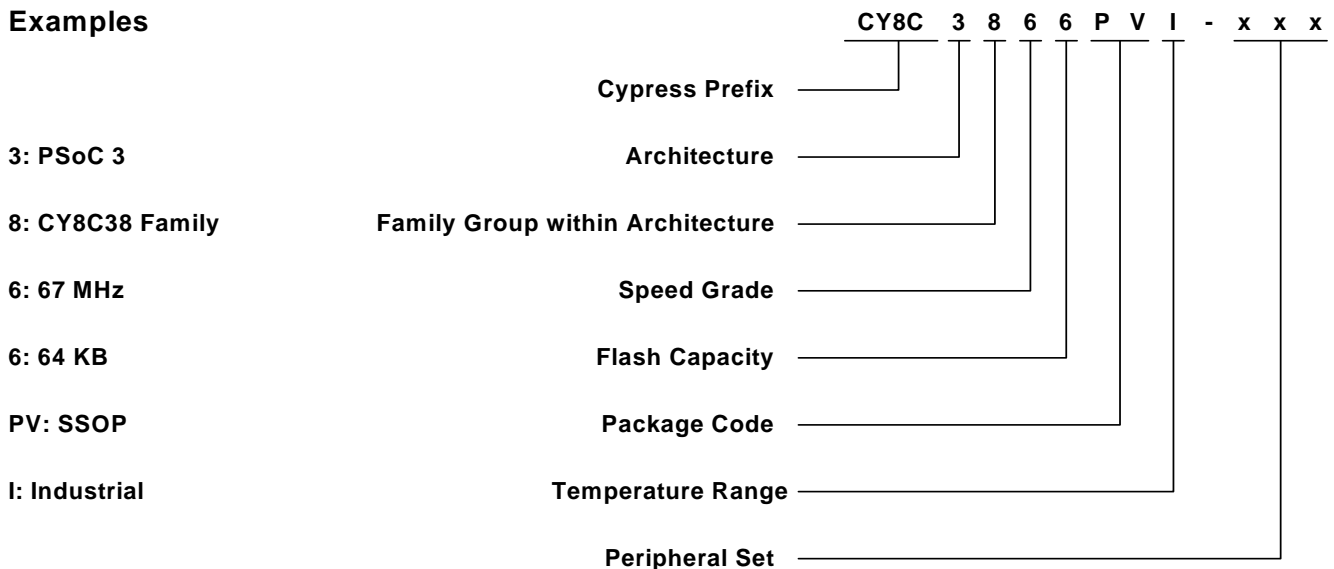 Examples CY8C 3 8 6 6 P V I - x x x
Cypress Prefix
3: PSoC 3 Architecture
8: CY8C38 Family Family Group within Architecture
6: 67 MHz Speed Grade
6: 64 KB Flash Capacity
PV: SSOP Package Code
I: Industrial Temperature Range
Peripheral Set